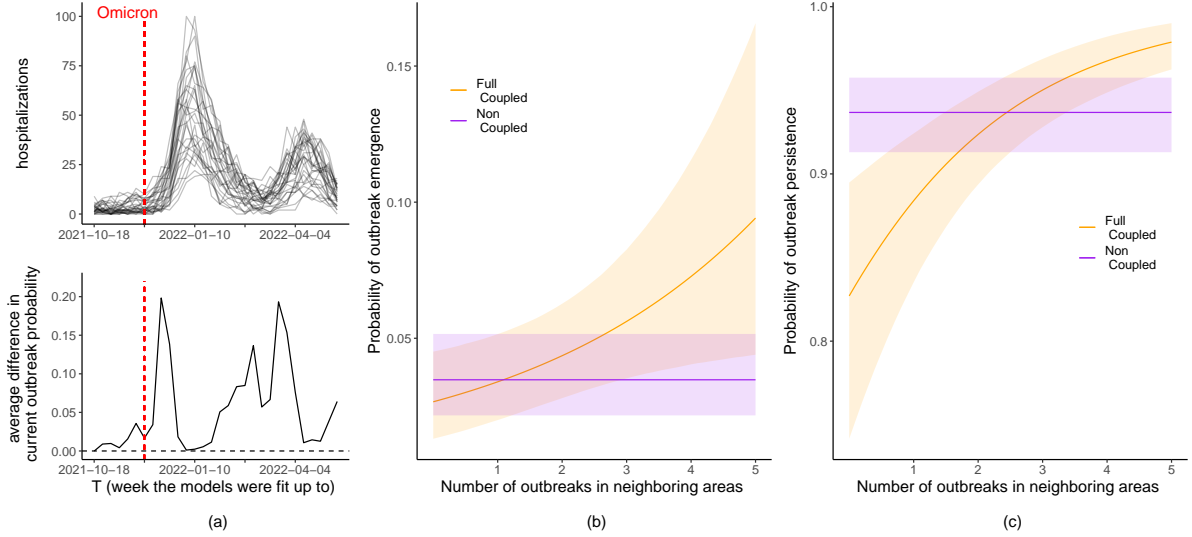 Omicron
hospitalizations
100
75
50
25
0
2021−10−18
2022−01−10
2022−04−04
average difference in
current outbreak probability
0.20
0.15
0.10
0.05
0.00
2021−10−18
2022−01−10
2022−04−04
T (week the models were fit up to)
(a)
Probability of outbreak emergence
0.15
0.10
0.05
Full
Coupled
Non
Coupled
1
2
3
4
5
Number of outbreaks in neighboring areas
(b)
Probability of outbreak persistence
1.0
0.9
0.8
Full
Coupled
Non
Coupled
1
2
3
4
5
Number of outbreaks in neighboring areas
(c)